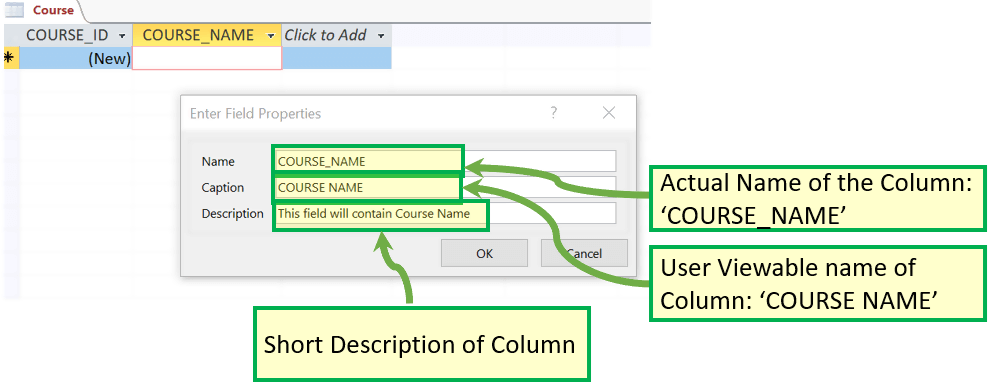 Course
COURSE_ID COURSE_NAME Click to Add
* (New)
Enter Field Properties ?
Name COURSE_NAME
Caption COURSE NAME
Description This field will contain Course Name
OK Cancel
Actual Name of the Column:
‘COURSE_NAME’
User Viewable name of
Column: ‘COURSE NAME’
Short Description of Column